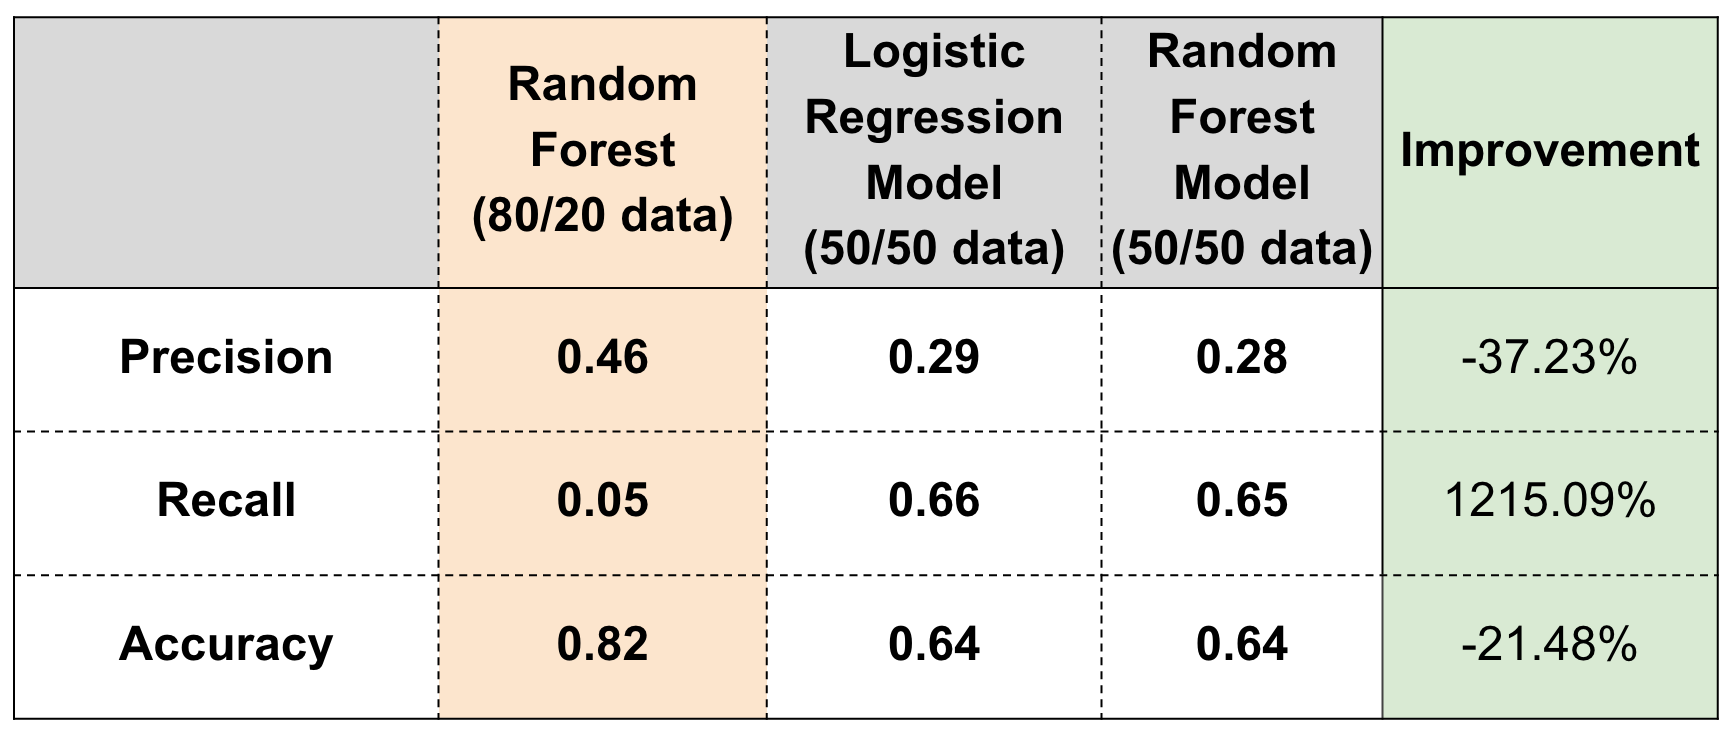 Random
Forest
(80/20 data)
Logistic
Regression
Model
(50/50 data)
Random
Forest
Model
(50/50 data)
Improvement
Precision
0.46
0.29
0.28
-37.23%
Recall
0.05
0.66
0.65
1215.09%
Accuracy
0.82
0.64
0.64
-21.48%